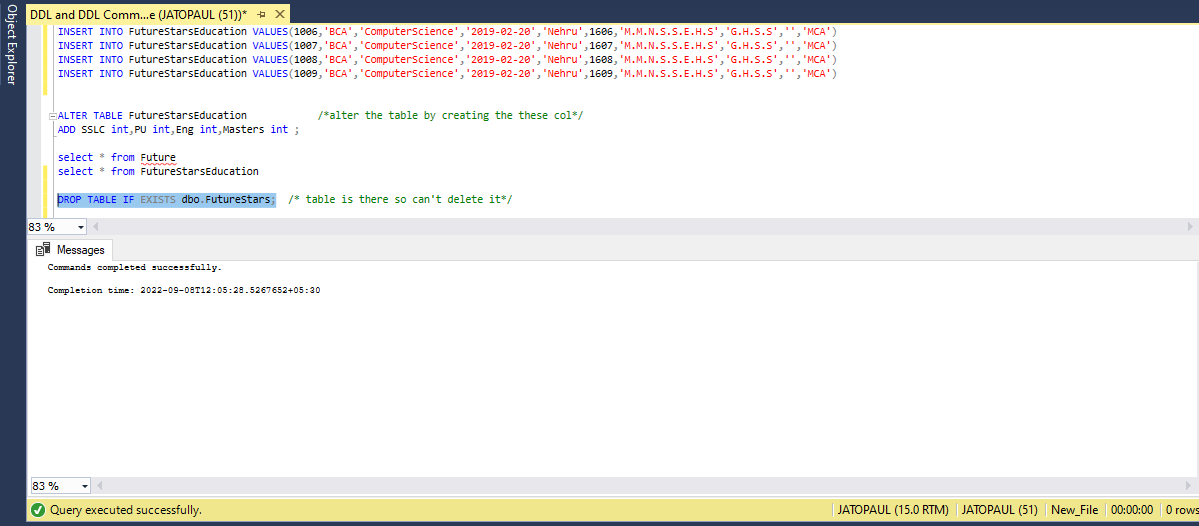 Object Explorer
DDL and DDL Comm...e (JATOPAUL (51))*
INSERT INTO FutureStarsEducation VALUES(1006,'BCA','ComputerScience','2019-02-20','Nehru',1606,'M.M.N.S.S.E.H.S','G.H.S.S','','MCA')
INSERT INTO FutureStarsEducation VALUES(1007,'BCA','ComputerScience','2019-02-20','Nehru',1607,'M.M.N.S.S.E.H.S','G.H.S.S','','MCA')
INSERT INTO FutureStarsEducation VALUES(1008,'BCA','ComputerScience','2019-02-20','Nehru',1608,'M.M.N.S.S.E.H.S','G.H.S.S','','MCA')
INSERT INTO FutureStarsEducation VALUES(1009,'BCA','ComputerScience','2019-02-20','Nehru',1609,'M.M.N.S.S.E.H.S','G.H.S.S','','MCA')
ALTER TABLE FutureStarsEducation /*alter the table by creating the these col*/
ADD SSLC int,PU int,Eng int,Masters int ;
select * from Future
select * from FutureStarsEducation
DROP TABLE IF EXISTS dbo.FutureStars; /* table is there so can't delete it*/
83 %
Messages
Commands completed successfully.
Completion time: 2022-09-08T12:05:28.5267652+05:30
83 %
Query executed successfully. JATOPAUL (15.0 RTM) JATOPAUL (51) New_File 00:00:00 0 rows